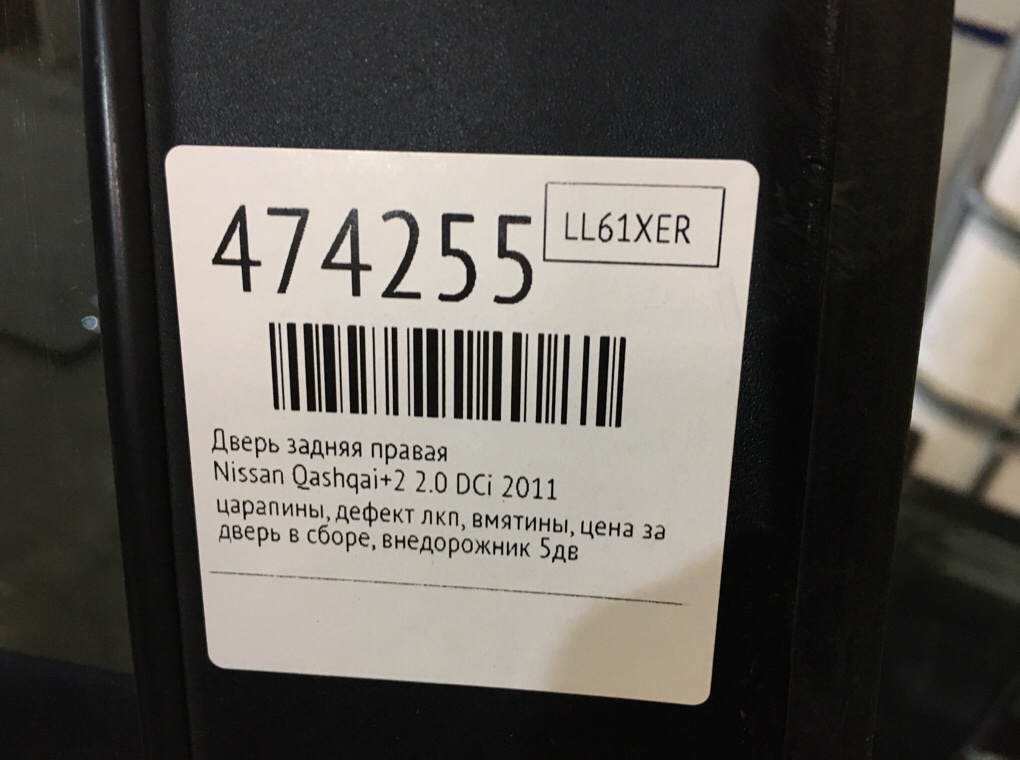 474255
LL61XER
Дверь задняя правая
Nissan Qashqai+2 2.0 DCi 2011
царапины, дефект лкп, вмятины, цена за
дверь в сборе, внедорожник 5дв